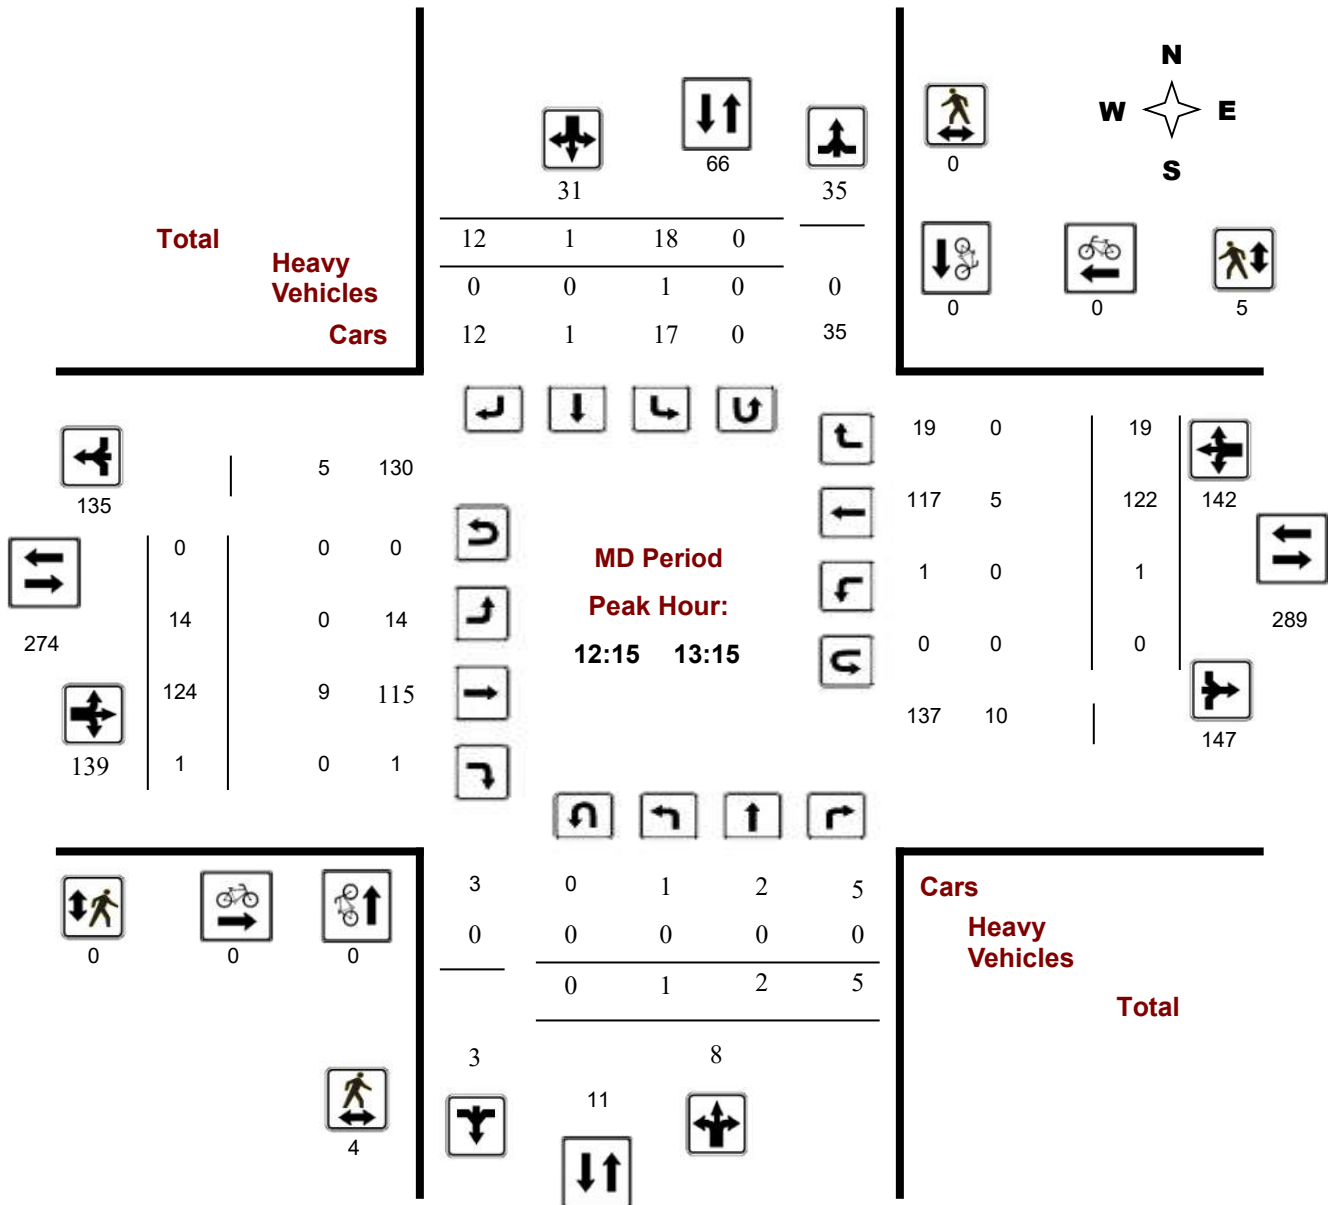 N
W E
S
66
0
31 35
Total 12 1 18 0
Heavy
Vehicles 0 0 1 0 0
0 0 5
Cars 12 1 17 0 35
19 0 19
5 130
135 117 5 122 142
0 0 0
MD Period
1 0 1
Peak Hour:
14 0 14 289
274 12:15 13:15 0 0 0
124 9 115
137 10
147
139 1 0 1
3 0 1 2 5 Cars
0 0 0 0 0 Heavy
0 0 0 Vehicles
0 1 2 5
Total
3 8
11
4